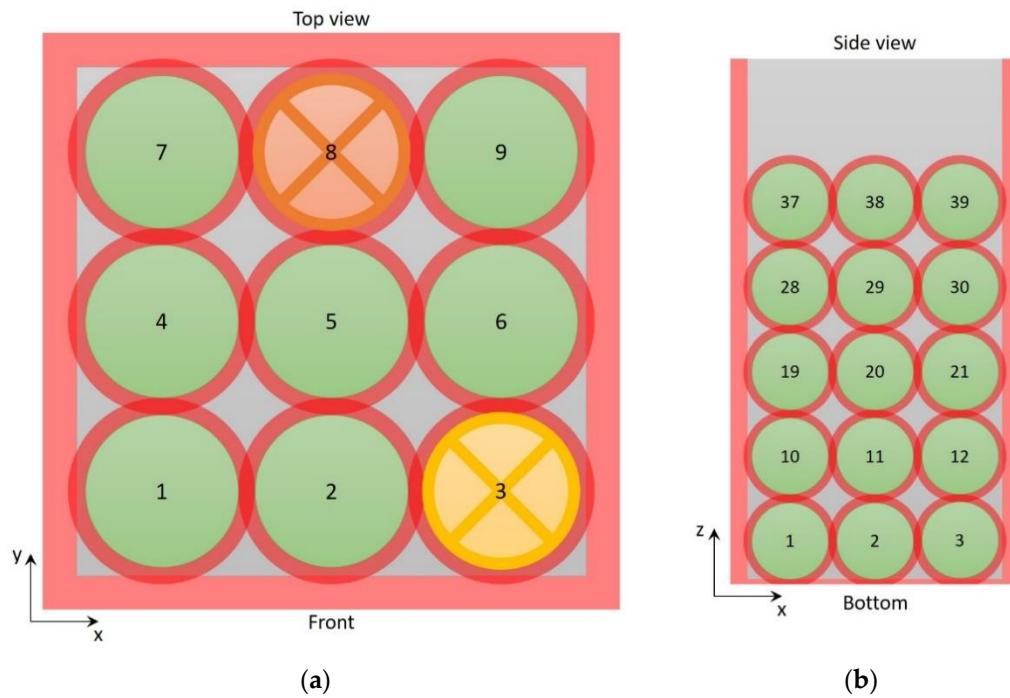 Top view
7 8 9
4 5 6
1 2 3
y
x
Front
(a)
Side view
37 38 39
28 29 30
19 20 21
10 11 12
1 2 3
z
x
Bottom
(b)